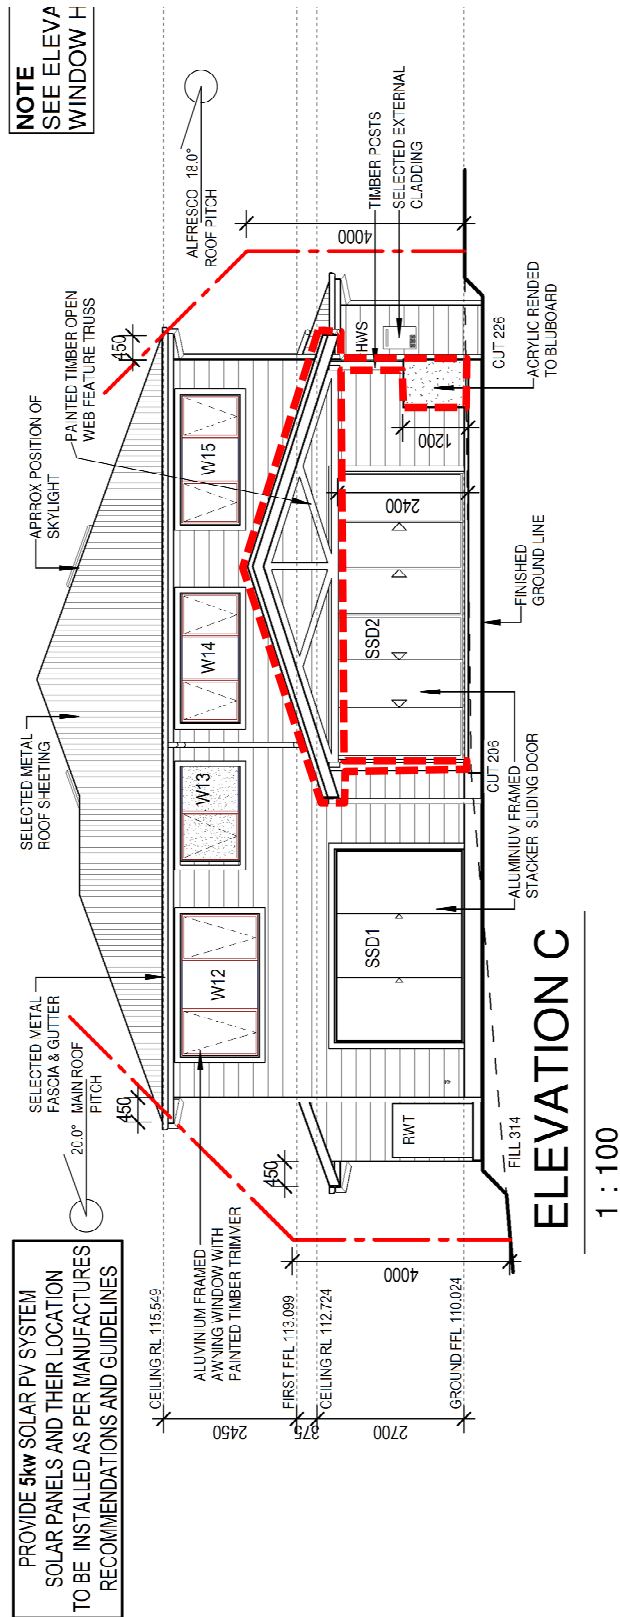 PROVIDE 5kw SOLAR PV SYSTEM
SOLAR PANELS AND THEIR LOCATION
TO BE INSTALLED AS PER MANUFACTURES
RECOMMENDATIONS AND GUIDELINES
NOTE
SEE ELEVA
WINDOW H
20.0° MAIN ROOF
PITCH
450
SELECTED METAL
FASCIA & GUTTER
SELECTED METAL
ROOF SHEETING
APRROX POSITION OF
SKYLIGHT
PAINTED TIMBER OPEN
WEB FEATURE TRUSS
450
ALFRESCO 18.0°
ROOF PITCH
CEILING RL 115.549
2450
ALUMINIUM FRAMED
AWNING WINDOW WITH
PAINTED TIMBER TRIMMER
W12
W13
W14
W15
FIRST FFL 113.099
375
CEILING RL 112.724
2700
GROUND FFL 110.024
4000
450
RWT
SSD1
SSD2
2400
1200
HWS
4000
TIMBER POSTS
SELECTED EXTERNAL
CLADDING
FILL 314
CUT 206
CUT 226
ALUMINIUM FRAMED
STACKER SLIDING DOOR
FINISHED
GROUND LINE
ACRYLIC RENDED
TO BLUBOARD
ELEVATION C
1 : 100